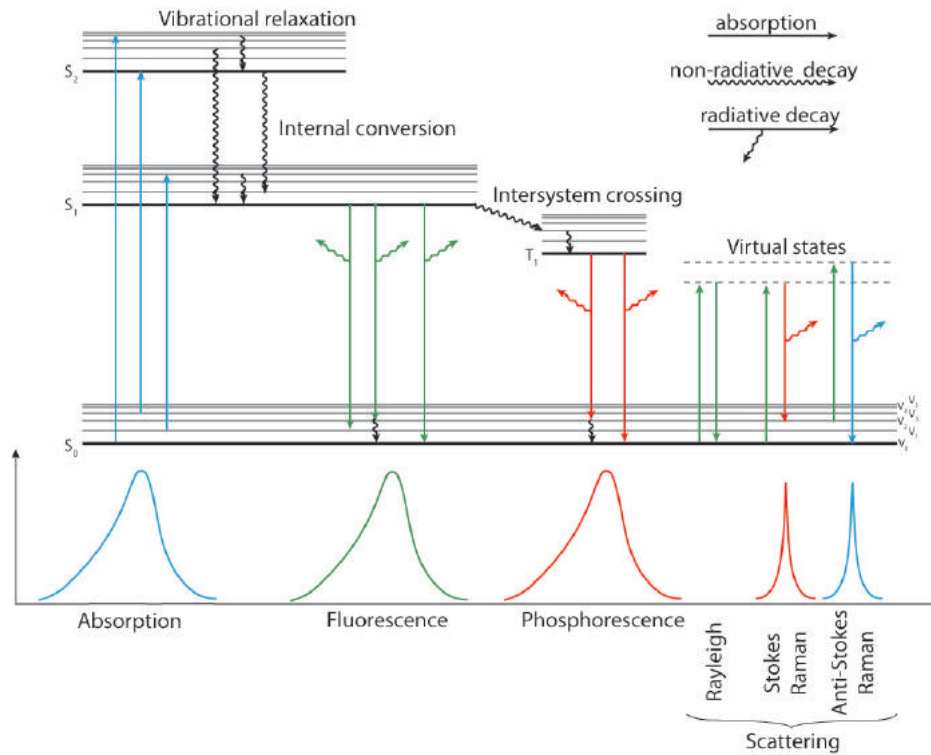 Vibrational relaxation
absorption
S2
non-radiative decay
Internal conversion
radiative decay
S1
Intersystem crossing
T1
Virtual states
S0
Absorption
Fluorescence
Phosphorescence
Rayleigh
Stokes
Raman
Anti-Stokes
Raman
Scattering